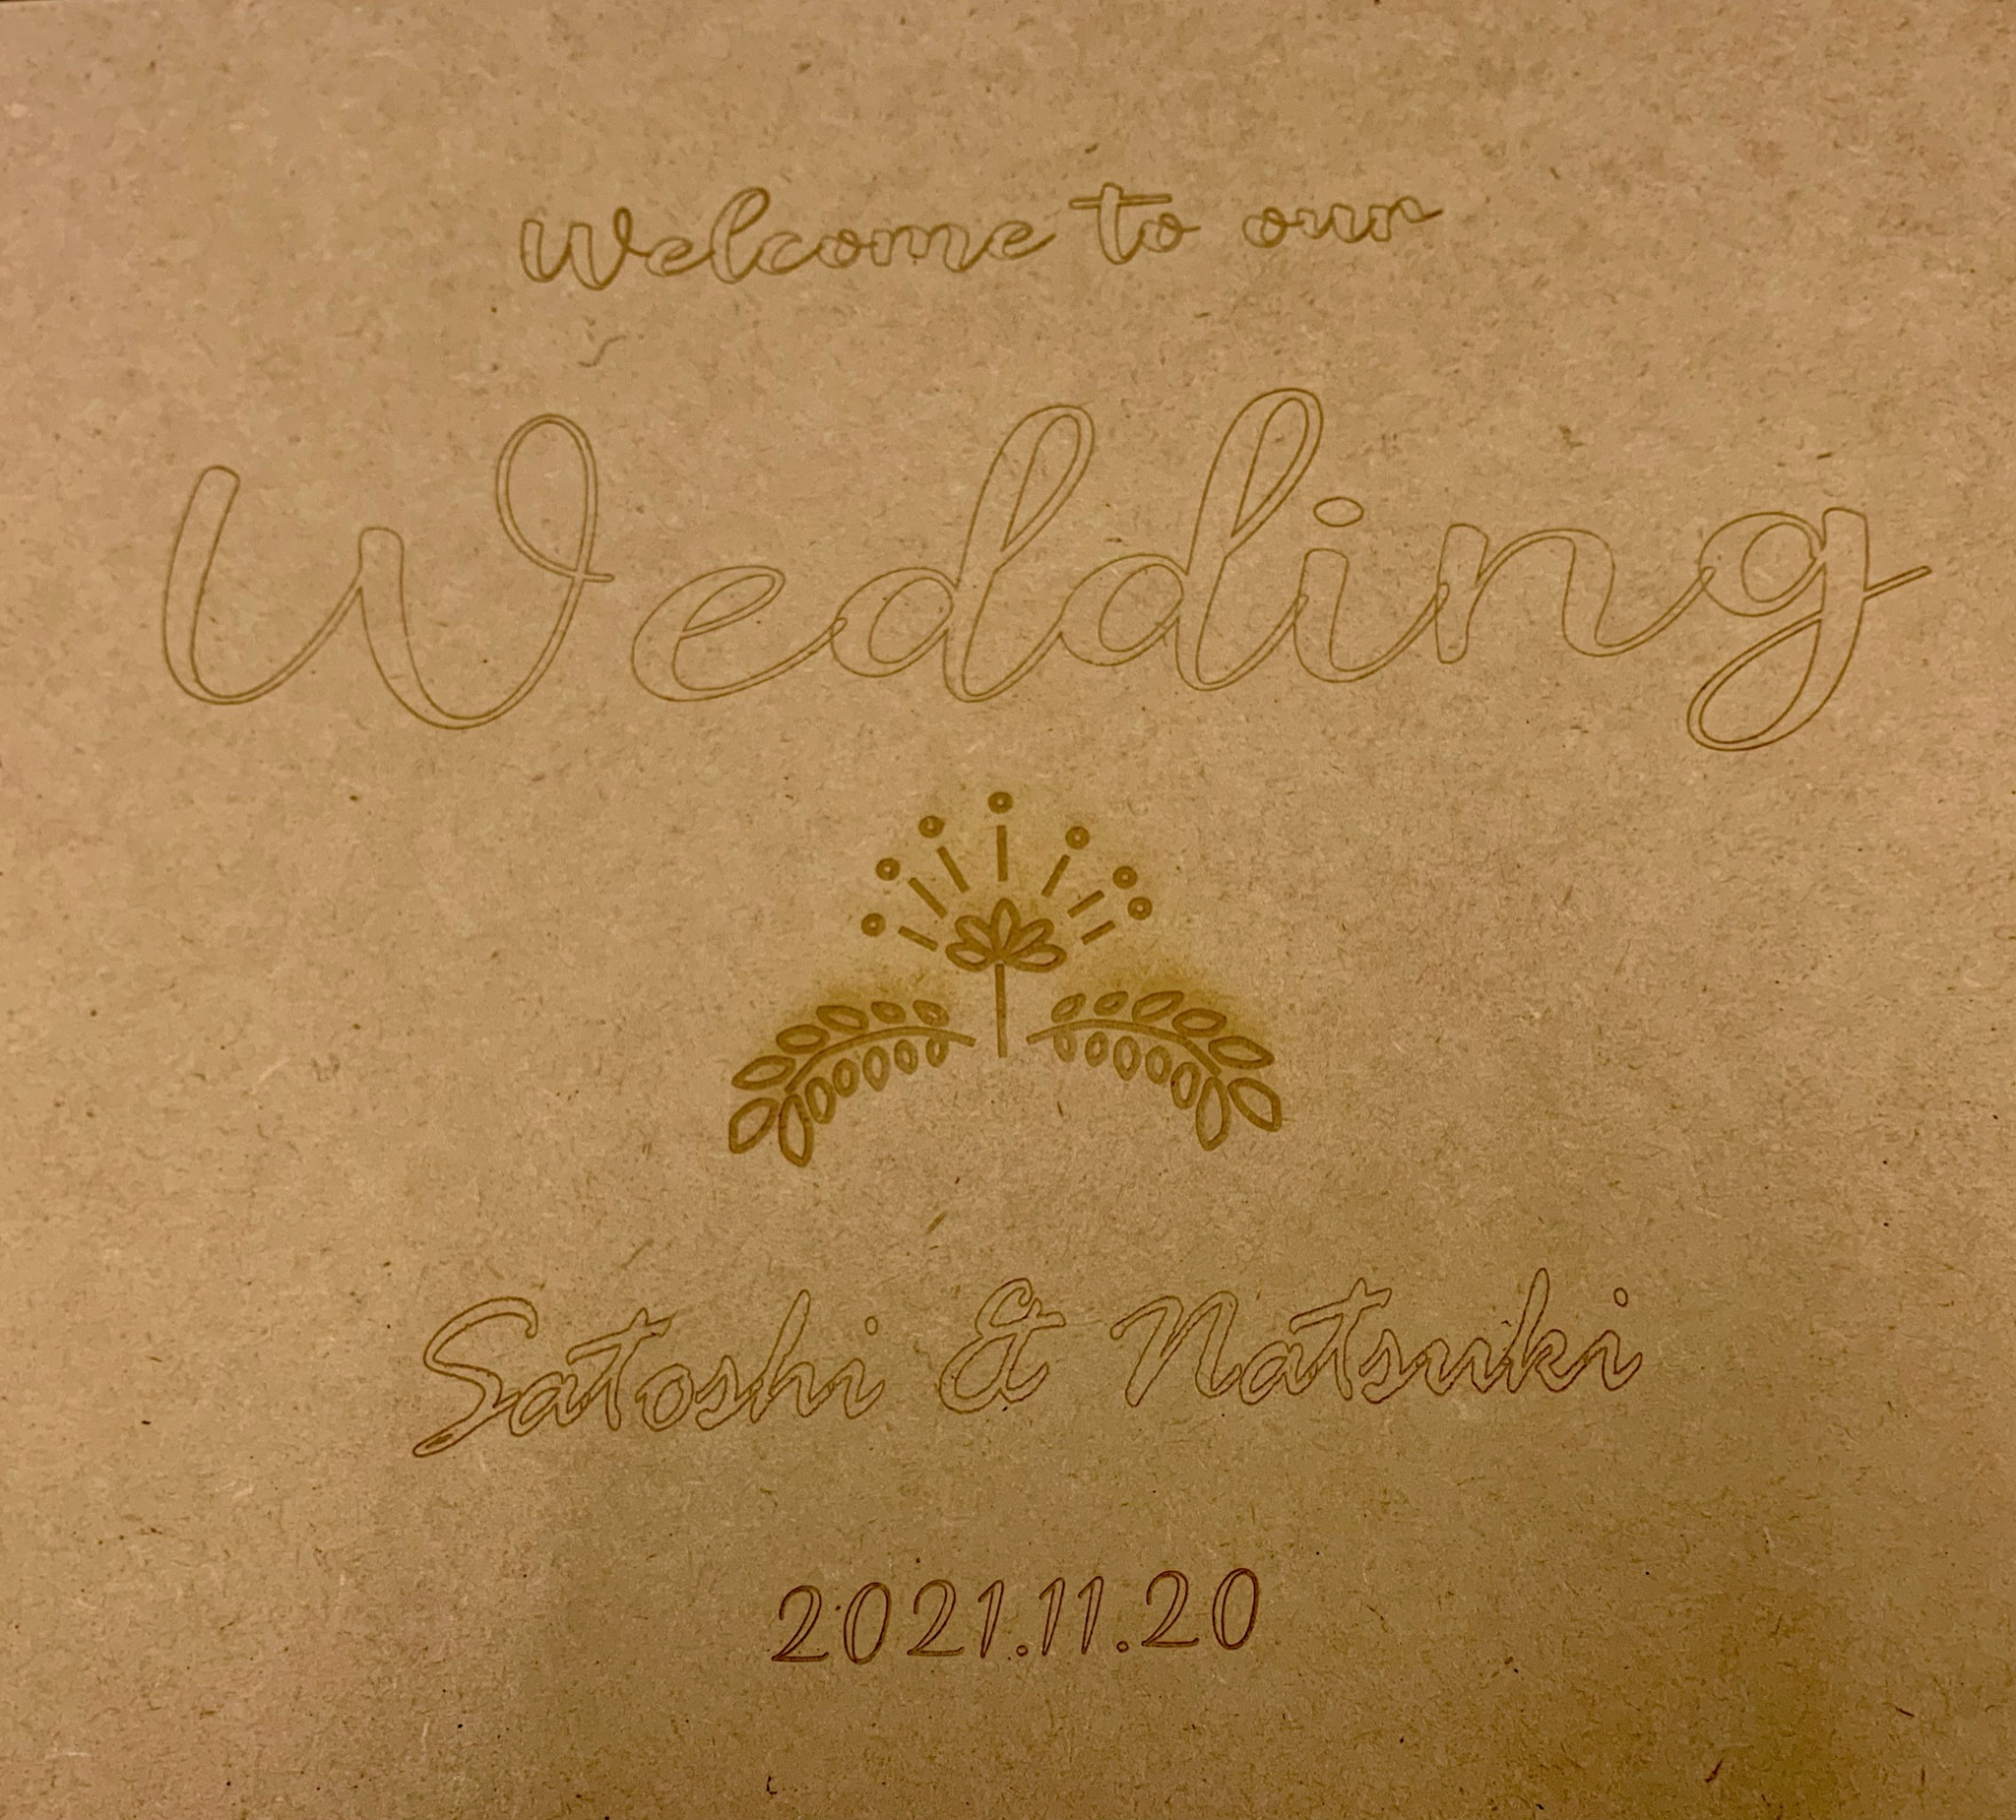 Welcome to our
Wedding
Satoshi & Natsuki
2021.11.20